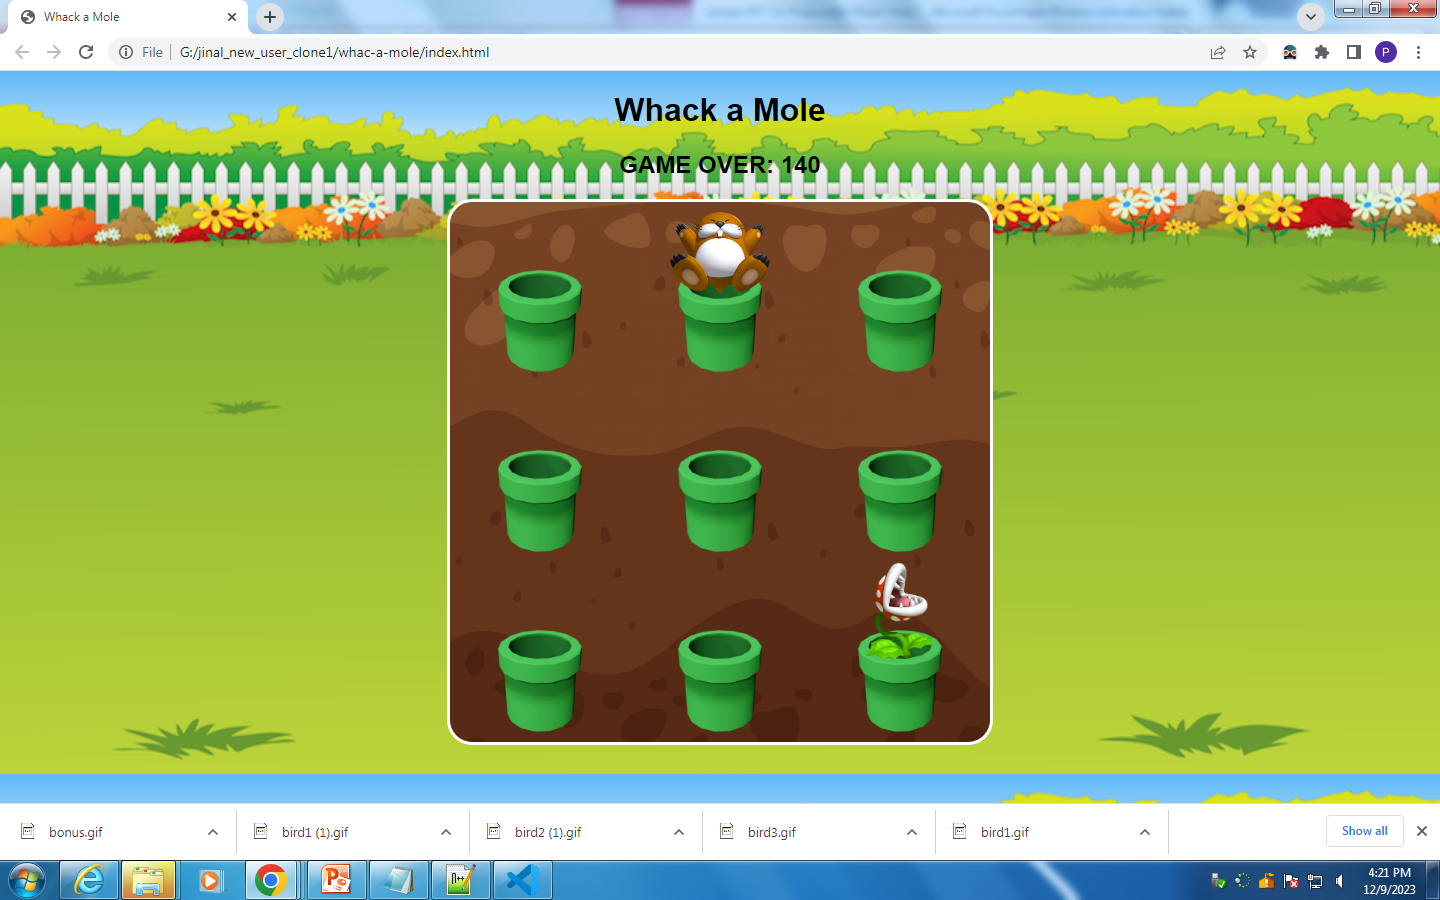 Whack a Mole
File
G:/jinal_new_user_clone1/whac-a-mole/index.html
P
Whack a Mole
GAME OVER: 140
bonus.gif
bird1 (1).gif
bird2 (1).gif
bird3.gif
bird1.gif
Show all
4:21 PM
12/9/2023